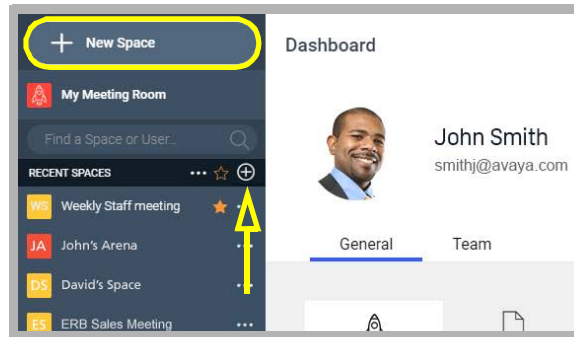 New Space
Dashboard
My Meeting Room
Find a Space or User...
RECENT SPACES
WS Weekly Staff meeting
JA John's Arena
DS David's Space
ES ERB Sales Meeting
John Smith
smithj@avaya.com
General Team